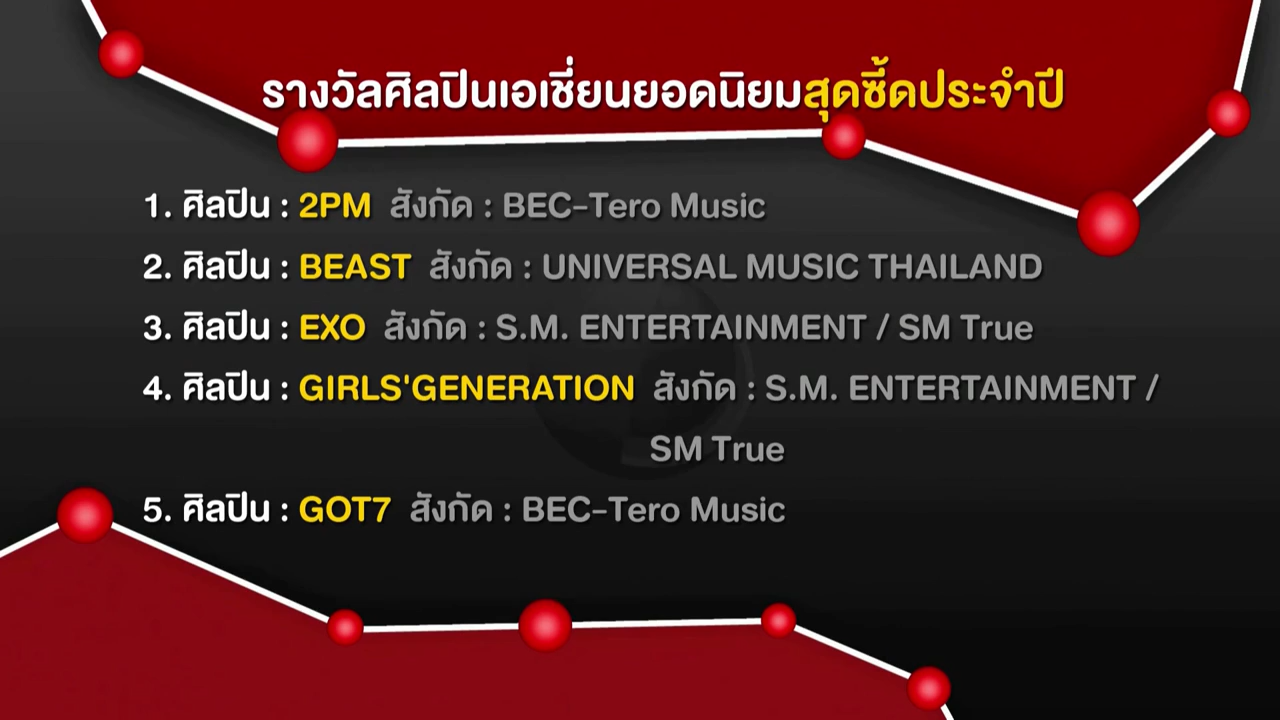 รางวัลศิลปินเอเชี่ยนยอดนิยมสุดซี้ดประจำปี
1. ศิลปิน : 2PM สังกัด : BEC-Tero Music
2. ศิลปิน : BEAST สังกัด : UNIVERSAL MUSIC THAILAND
3. ศิลปิน : EXO สังกัด : S.M. ENTERTAINMENT / SM True
4. ศิลปิน : GIRLS'GENERATION สังกัด : S.M. ENTERTAINMENT /
SM True
5. ศิลปิน : GOT7 สังกัด : BEC-Tero Music